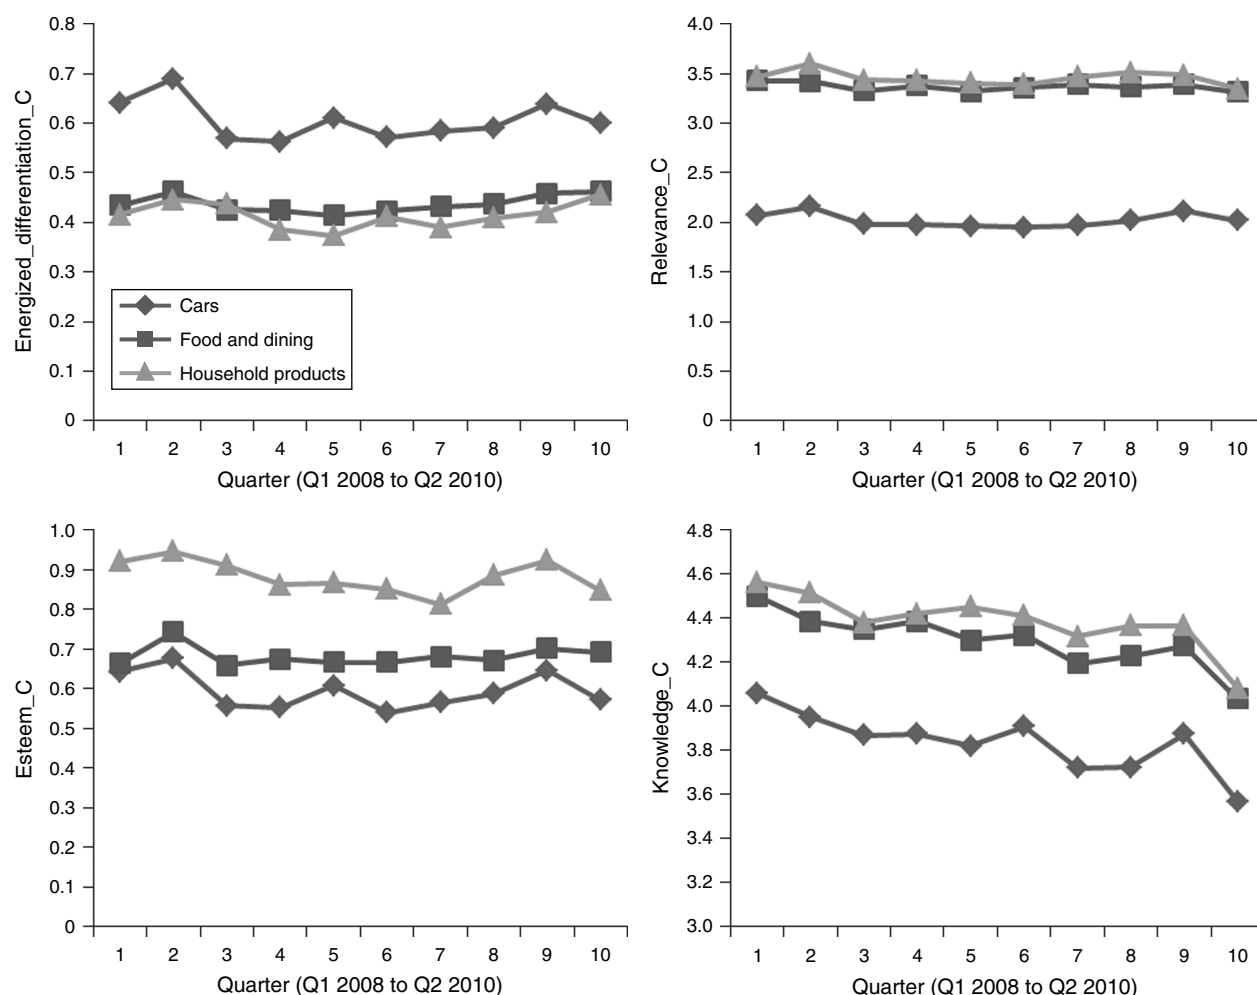 Energized_differentiation_C
0.8
0.7
0.6
0.5
0.4
0.3
0.2
0.1
0
Cars
Food and dining
Household products
1 2 3 4 5 6 7 8 9 10
Quarter (Q1 2008 to Q2 2010)
Relevance_C
4.0
3.5
3.0
2.5
2.0
1.5
1.0
0.5
0
1 2 3 4 5 6 7 8 9 10
Quarter (Q1 2008 to Q2 2010)
Esteem_C
1.0
0.9
0.8
0.7
0.6
0.5
0.4
0.3
0.2
0.1
0
1 2 3 4 5 6 7 8 9 10
Quarter (Q1 2008 to Q2 2010)
Knowledge_C
4.8
4.6
4.4
4.2
4.0
3.8
3.6
3.4
3.2
3.0
1 2 3 4 5 6 7 8 9 10
Quarter (Q1 2008 to Q2 2010)